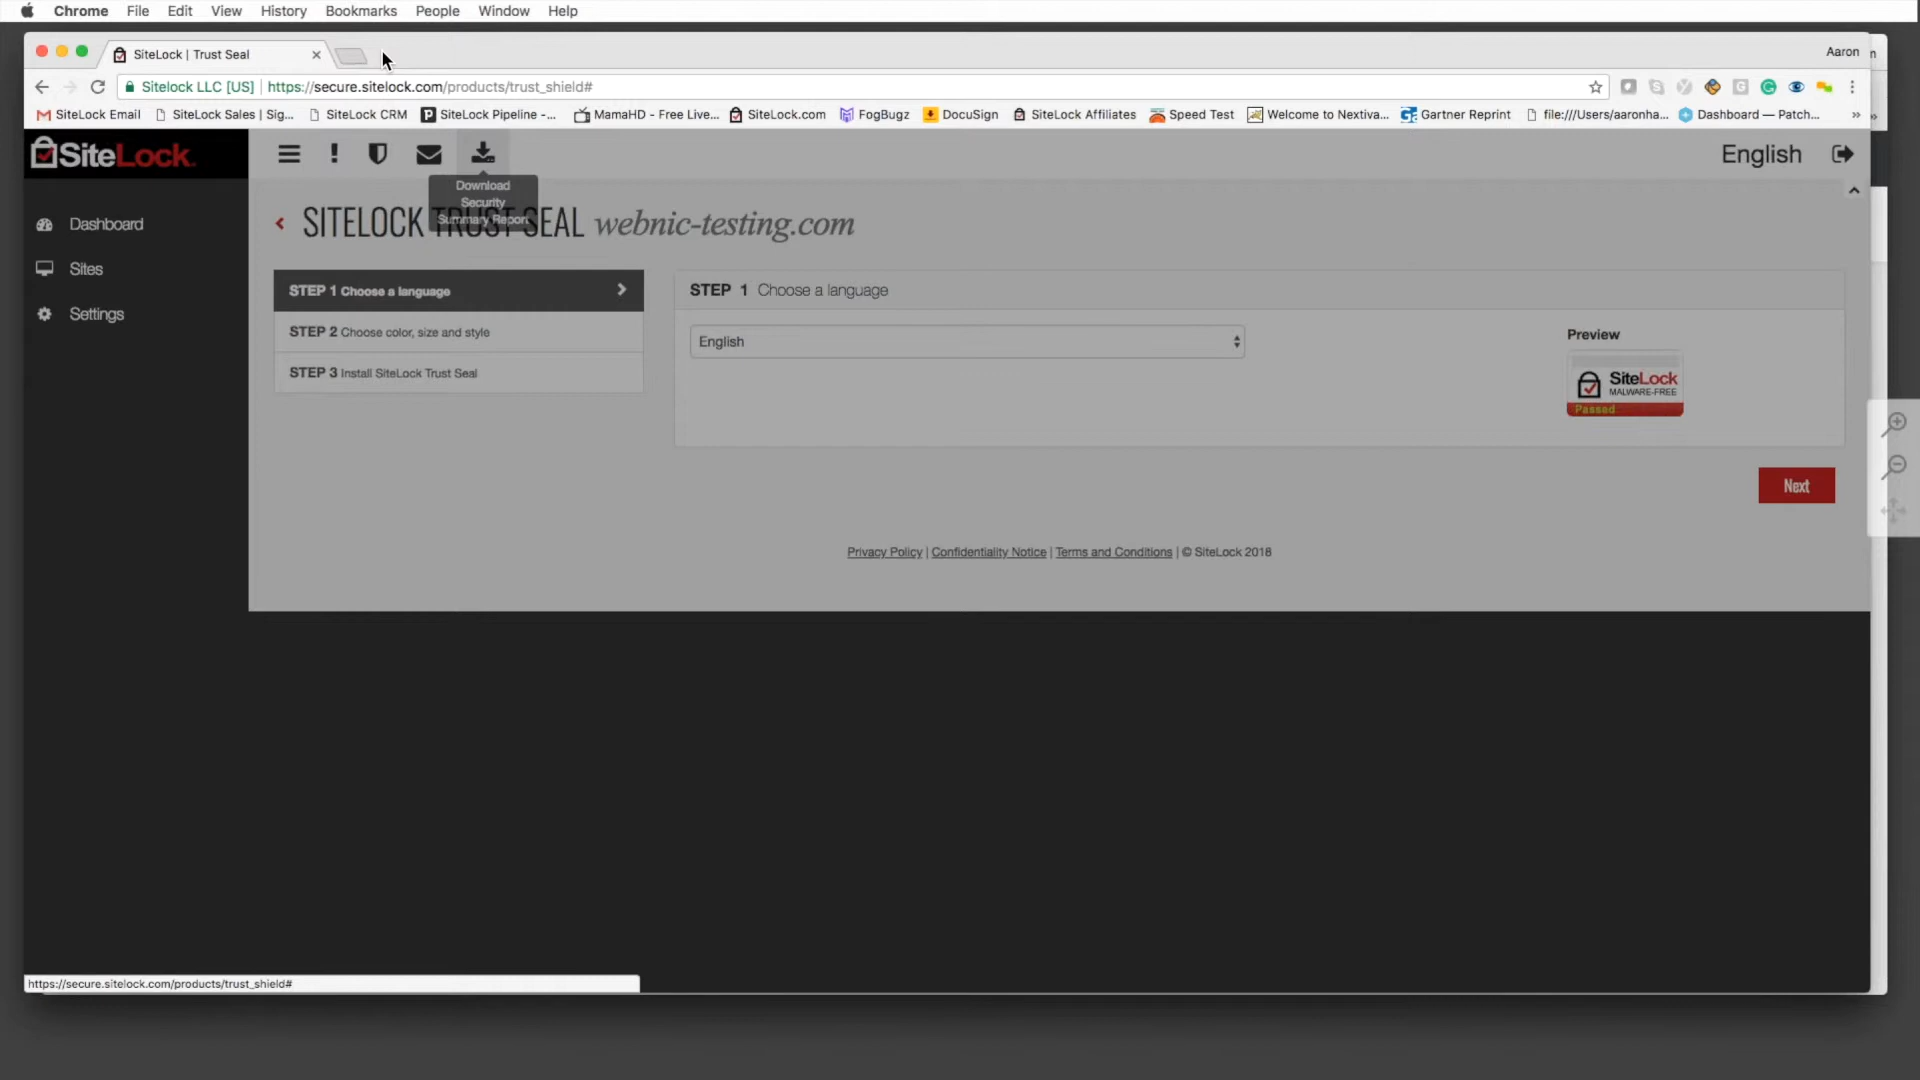 Chrome File Edit View History Bookmarks People Window Help
SiteLock | Trust Seal
Aaron
Sitelock LLC [US] https://secure.sitelock.com/products/trust_shield#
SiteLock Email SiteLock Sales | Sig... SiteLock CRM SiteLock Pipeline -... MamaHD - Free Live... SiteLock.com FogBugz DocuSign SiteLock Affiliates Speed Test Welcome to Nextiva... Gartner Reprint file:///Users/aaronha... Dashboard — Patch... »
SiteLock
English
Download
Security
Summary Report
SITELOCK TRUST SEAL webnic-testing.com
Dashboard
Sites
Settings
STEP 1 Choose a language
STEP 2 Choose color, size and style
STEP 3 Install SiteLock Trust Seal
STEP 1 Choose a language
English
Preview
SiteLock
MALWARE-FREE
Passed
Next
Privacy Policy | Confidentiality Notice | Terms and Conditions | © SiteLock 2018
https://secure.sitelock.com/products/trust_shield#